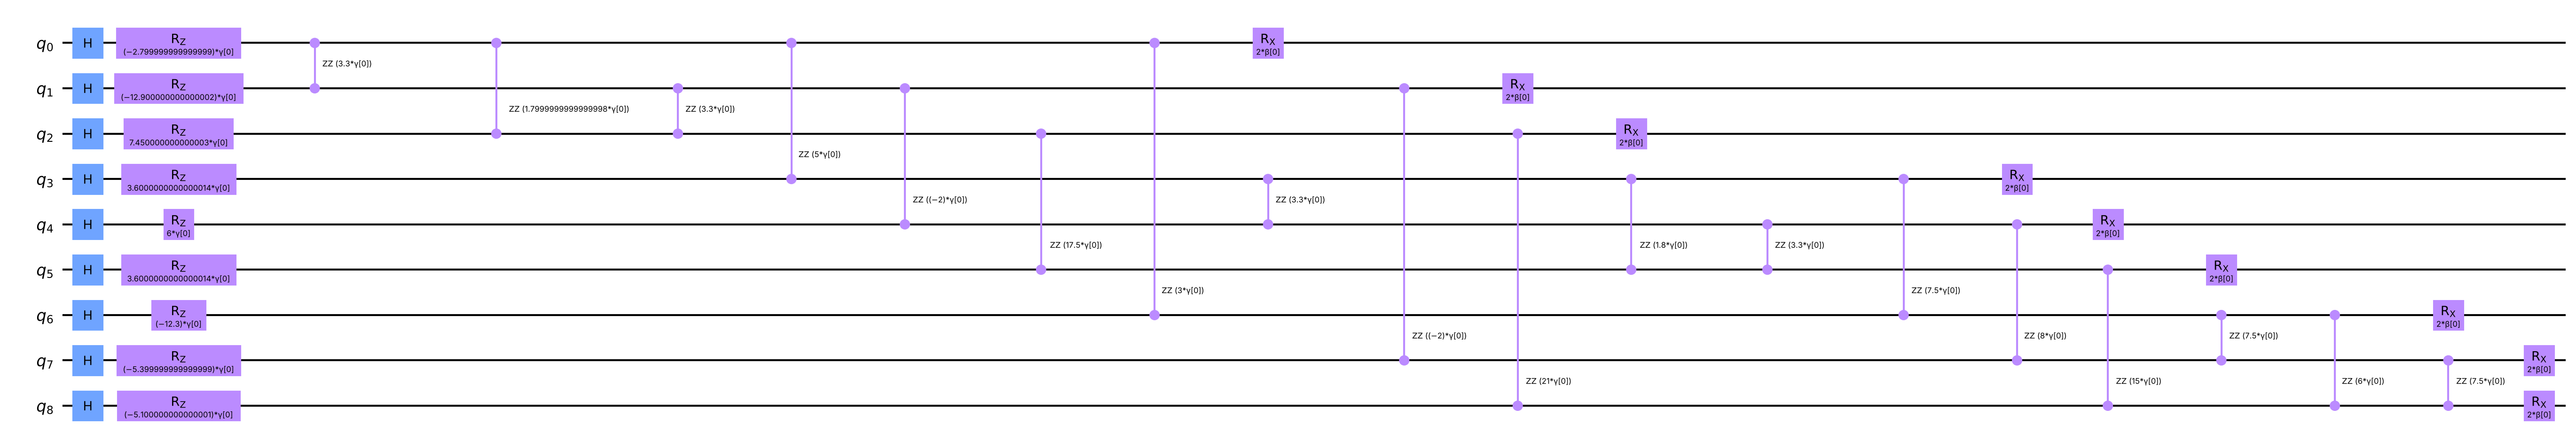 q0 H RZ RX
(−2.799999999999999)*γ[0] 2*β[0]
ZZ (3.3*γ[0])
q1 H RZ RX
(−12.900000000000002)*γ[0] 2*β[0]
ZZ (1.7999999999999998*γ[0]) ZZ (3.3*γ[0])
q2 H RZ RX
7.450000000000003*γ[0] 2*β[0]
ZZ (5*γ[0])
q3 H RZ RX
3.6000000000000014*γ[0] 2*β[0]
ZZ ((−2)*γ[0]) ZZ (3.3*γ[0])
q4 H RZ RX
6*γ[0] 2*β[0]
ZZ (17.5*γ[0]) ZZ (1.8*γ[0]) ZZ (3.3*γ[0])
q5 H RZ RX
3.6000000000000014*γ[0] 2*β[0]
ZZ (3*γ[0]) ZZ (7.5*γ[0])
q6 H RZ RX
(−12.3)*γ[0] 2*β[0]
ZZ ((−2)*γ[0]) ZZ (8*γ[0]) ZZ (7.5*γ[0])
q7 H RZ RX
(−5.399999999999999)*γ[0] 2*β[0]
ZZ (21*γ[0]) ZZ (15*γ[0]) ZZ (6*γ[0]) ZZ (7.5*γ[0])
q8 H RZ RX
(−5.100000000000001)*γ[0] 2*β[0]